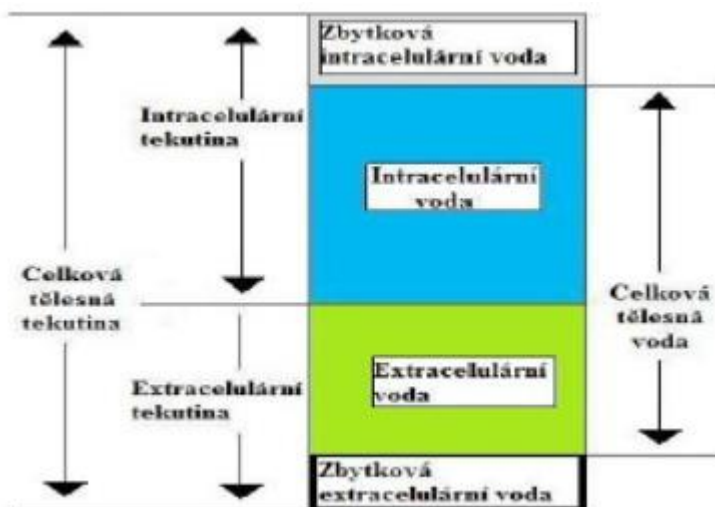 Zbytková
intracelulární voda
Intracelulární
tekutina
Intracelulární
voda
Celková
tělesná
tekutina
Celková
tělesná
voda
Extracelulární
tekutina
Extracelulární
voda
Zbytková
extracelulární voda